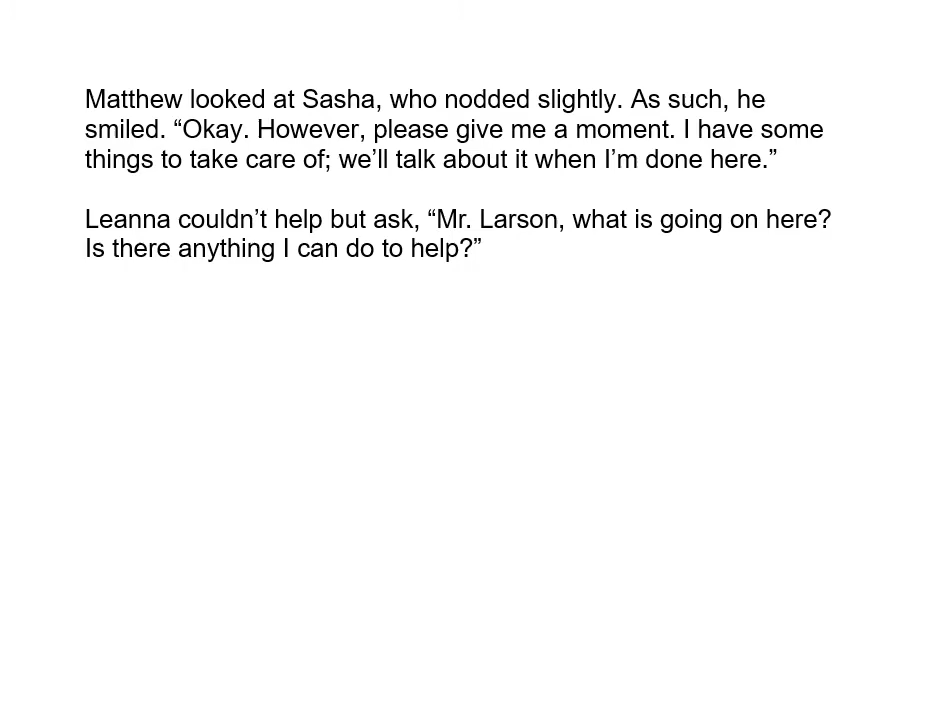 Matthew looked at Sasha, who nodded slightly. As such, he
smiled. “Okay. However, please give me a moment. I have some
things to take care of; we’ll talk about it when I’m done here.”
Leanna couldn’t help but ask, “Mr. Larson, what is going on here?
Is there anything I can do to help?”